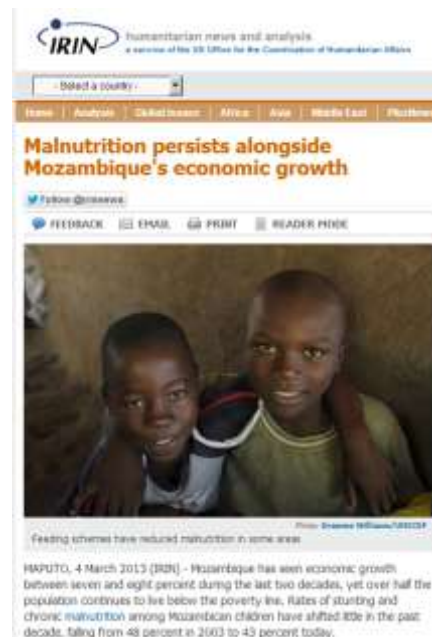 IRIN
humanitarian news and analysis
a service of the UN Office for the Coordination of Humanitarian Affairs
- Select a country -
Home Analysis Global Issues Africa Asia Middle East PlusNews
Malnutrition persists alongside
Mozambique's economic growth
Follow @irinnews
FEEDBACK EMAIL PRINT READER MODE
Photo: Graeme Williams/UNICEF
Feeding schemes have reduced malnutrition in some areas
MAPUTO, 4 March 2013 (IRIN) - Mozambique has seen economic growth
between seven and eight percent during the last two decades, yet over half the
population continues to live below the poverty line. Rates of stunting and
chronic malnutrition among Mozambican children have shifted little in the past
decade, falling from 48 percent in 2003 to 43 percent today.